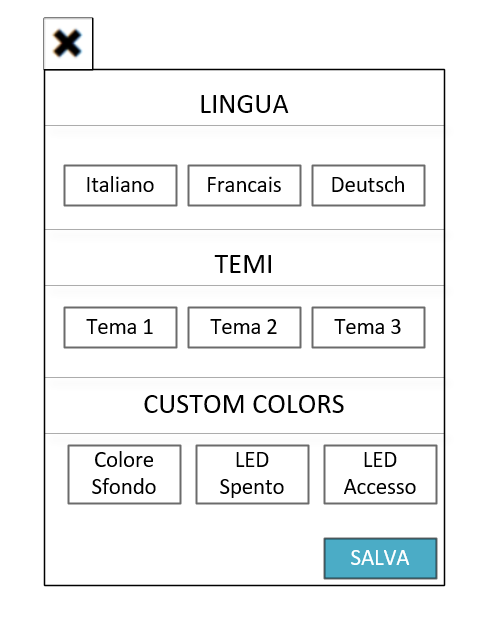 LINGUA
Italiano Francais Deutsch
TEMI
Tema 1 Tema 2 Tema 3
CUSTOM COLORS
Colore LED LED
Sfondo Spento Accesso
SALVA